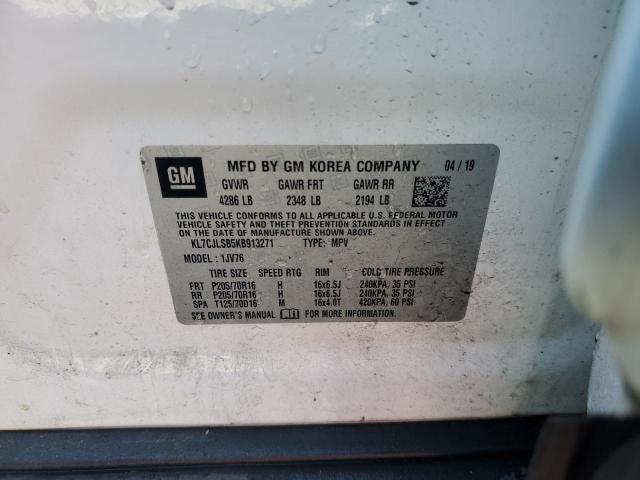 GM MFD BY GM KOREA COMPANY 04 / 19
GVWR GAWR FRT GAWR RR
4286 LB 2348 LB 2194 LB
THIS VEHICLE CONFORMS TO ALL APPLICABLE U.S. FEDERAL MOTOR
VEHICLE SAFETY AND THEFT PREVENTION STANDARDS IN EFFECT
ON THE DATE OF MANUFACTURE SHOWN ABOVE.
KL7CJLSB5KB913271 TYPE: MPV
MODEL : 1JV76
TIRE SIZE SPEED RTG RIM COLD TIRE PRESSURE
FRT P205/70R16 H 16x6.5J 240KPA, 35 PSI
RR P205/70R16 H 16x6.5J 240KPA, 35 PSI
SPA T125/70D16 M 16x4.0T 420KPA, 60 PSI
SEE OWNER'S MANUAL FOR MORE INFORMATION.